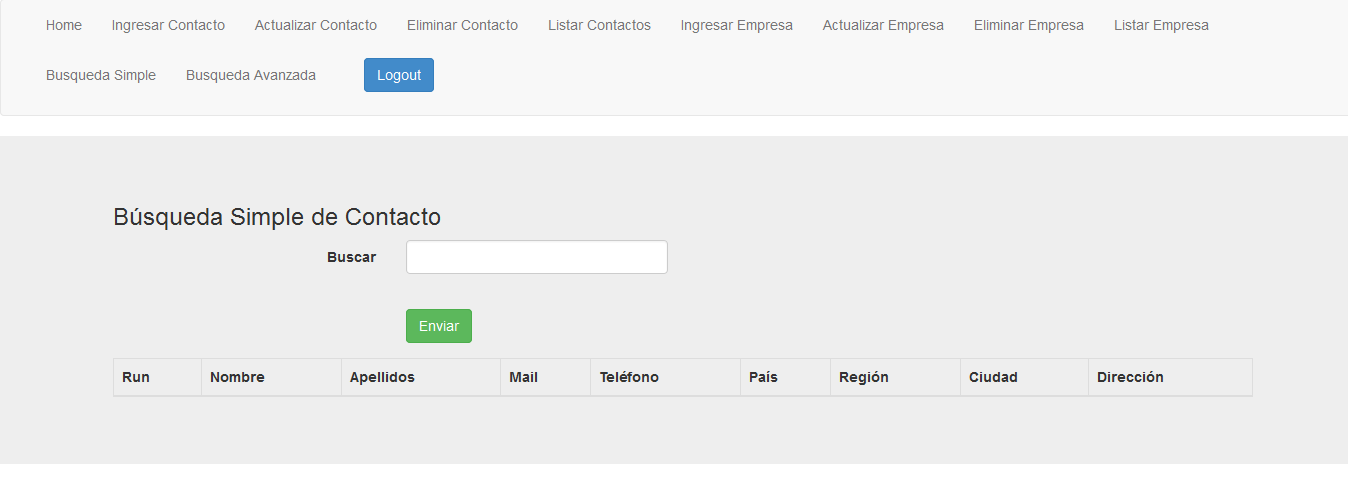 Home Ingresar Contacto Actualizar Contacto Eliminar Contacto Listar Contactos Ingresar Empresa Actualizar Empresa Eliminar Empresa Listar Empresa
Busqueda Simple Busqueda Avanzada Logout
Búsqueda Simple de Contacto
Buscar
Enviar
Run Nombre Apellidos Mail Teléfono País Región Ciudad Dirección